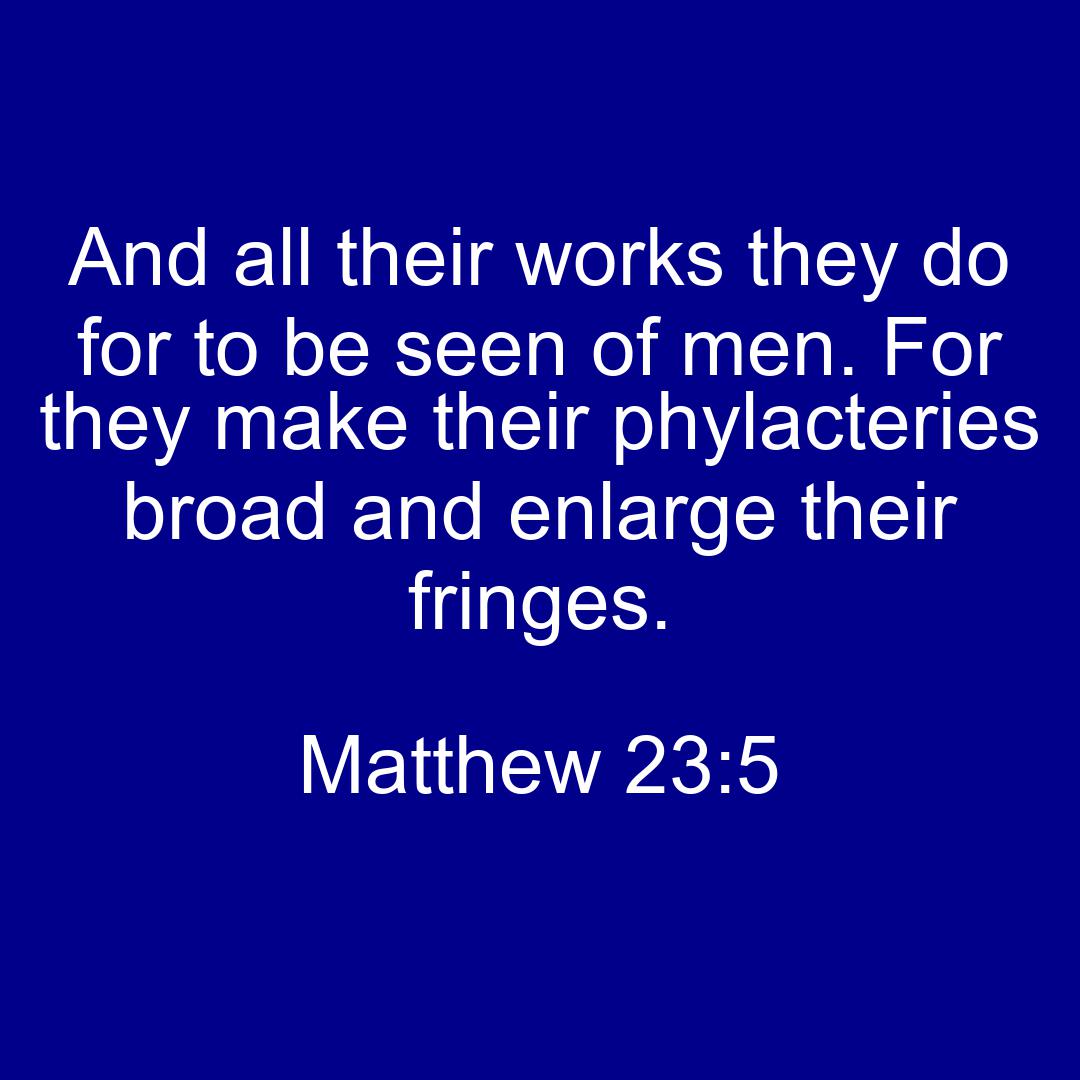 And all their works they do
for to be seen of men. For
they make their phylacteries
broad and enlarge their
fringes.
Matthew 23:5